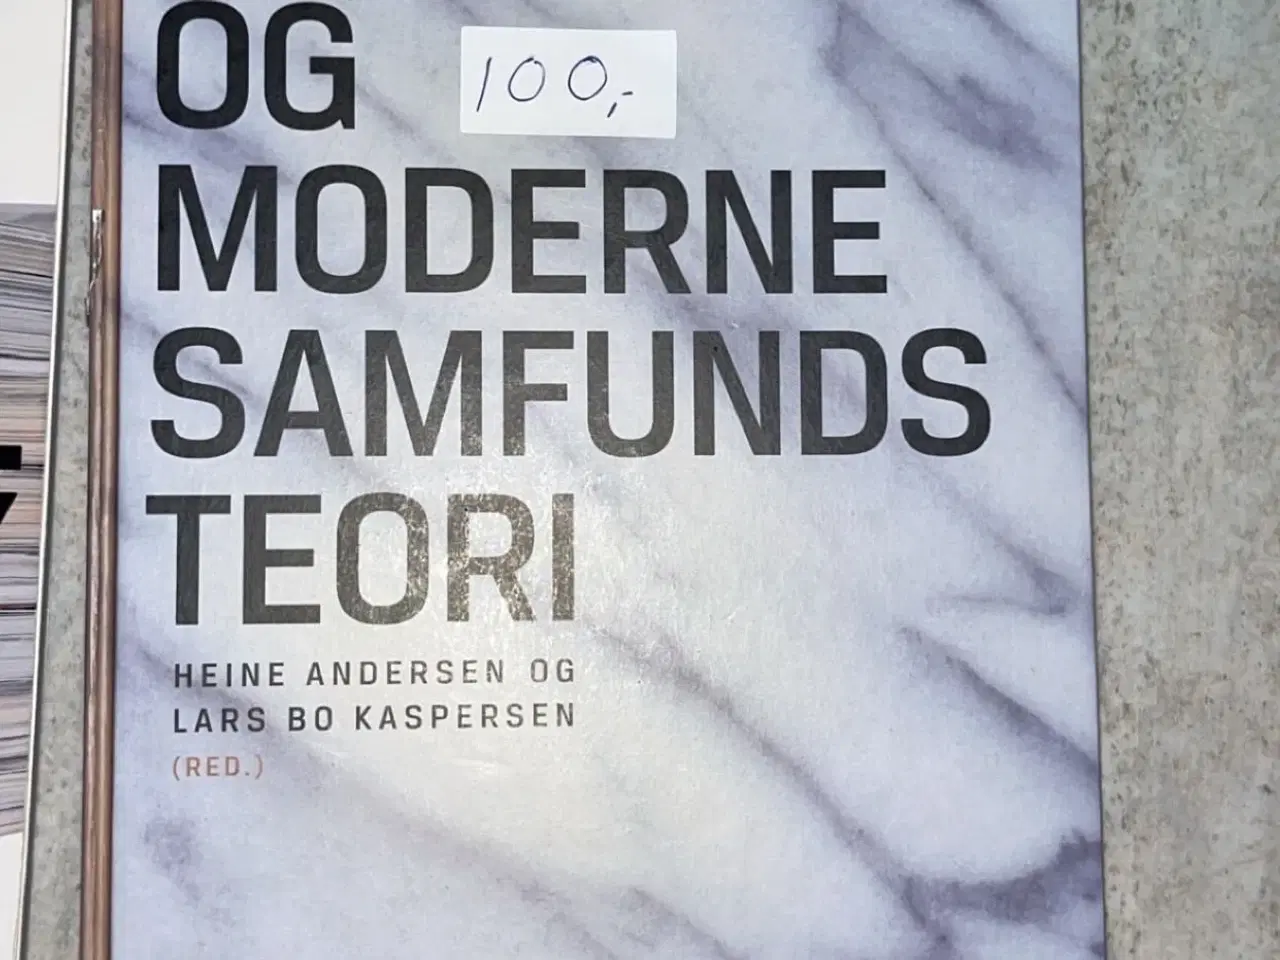 OG
100,-
MODERNE
SAMFUNDS
TEORI
HEINE ANDERSEN OG
LARS BO KASPERSEN
(RED.)